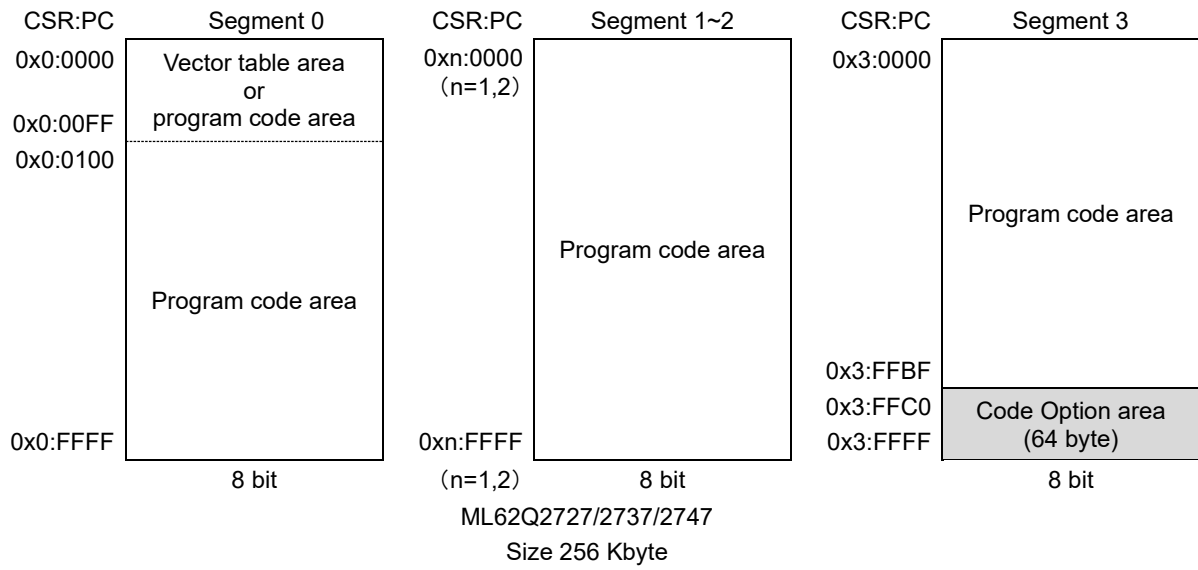 CSR:PC Segment 0 CSR:PC Segment 1~2 CSR:PC Segment 3
0x0:0000 Vector table area 0xn:0000 0x3:0000
or （n=1,2）
0x0:00FF program code area
0x0:0100
Program code area
Program code area
Program code area
0x3:FFBF
0x3:FFC0 Code Option area
0x0:FFFF 0xn:FFFF 0x3:FFFF (64 byte)
8 bit （n=1,2） 8 bit 8 bit
ML62Q2727/2737/2747
Size 256 Kbyte